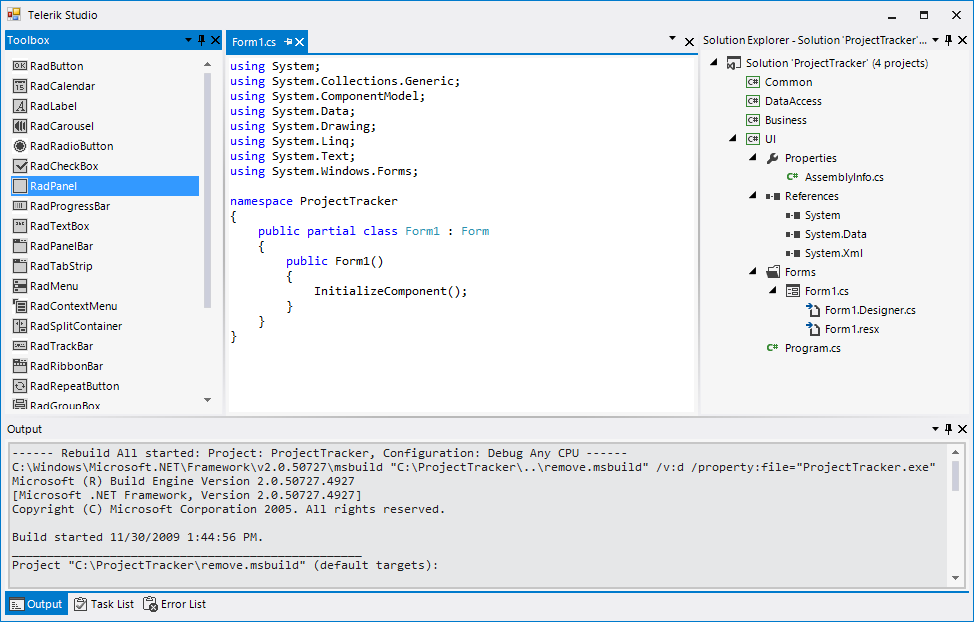 Telerik Studio
Toolbox
RadButton
RadCalendar
RadLabel
RadCarousel
RadRadioButton
RadCheckBox
RadPanel
RadProgressBar
RadTextBox
RadPanelBar
RadTabStrip
RadMenu
RadContextMenu
RadSplitContainer
RadTrackBar
RadRibbonBar
RadRepeatButton
RadGroupBox
Form1.cs
using System;
using System.Collections.Generic;
using System.ComponentModel;
using System.Data;
using System.Drawing;
using System.Linq;
using System.Text;
using System.Windows.Forms;
namespace ProjectTracker
{
public partial class Form1 : Form
{
public Form1()
{
InitializeComponent();
}
}
}
Solution Explorer - Solution 'ProjectTracker'...
Solution 'ProjectTracker' (4 projects)
C# Common
C# DataAccess
C# Business
C# UI
Properties
C# AssemblyInfo.cs
References
System
System.Data
System.Xml
Forms
Form1.cs
Form1.Designer.cs
Form1.resx
C# Program.cs
Output
------ Rebuild All started: Project: ProjectTracker, Configuration: Debug Any CPU ------
C:\Windows\Microsoft.NET\Framework\v2.0.50727\msbuild "C:\ProjectTracker\..\remove.msbuild" /v:d /property:file="ProjectTracker.exe"
Microsoft (R) Build Engine Version 2.0.50727.4927
[Microsoft .NET Framework, Version 2.0.50727.4927]
Copyright (C) Microsoft Corporation 2005. All rights reserved.
Build started 11/30/2009 1:44:56 PM.
__________________________________________________
Project "C:\ProjectTracker\remove.msbuild" (default targets):
Output
Task List
Error List